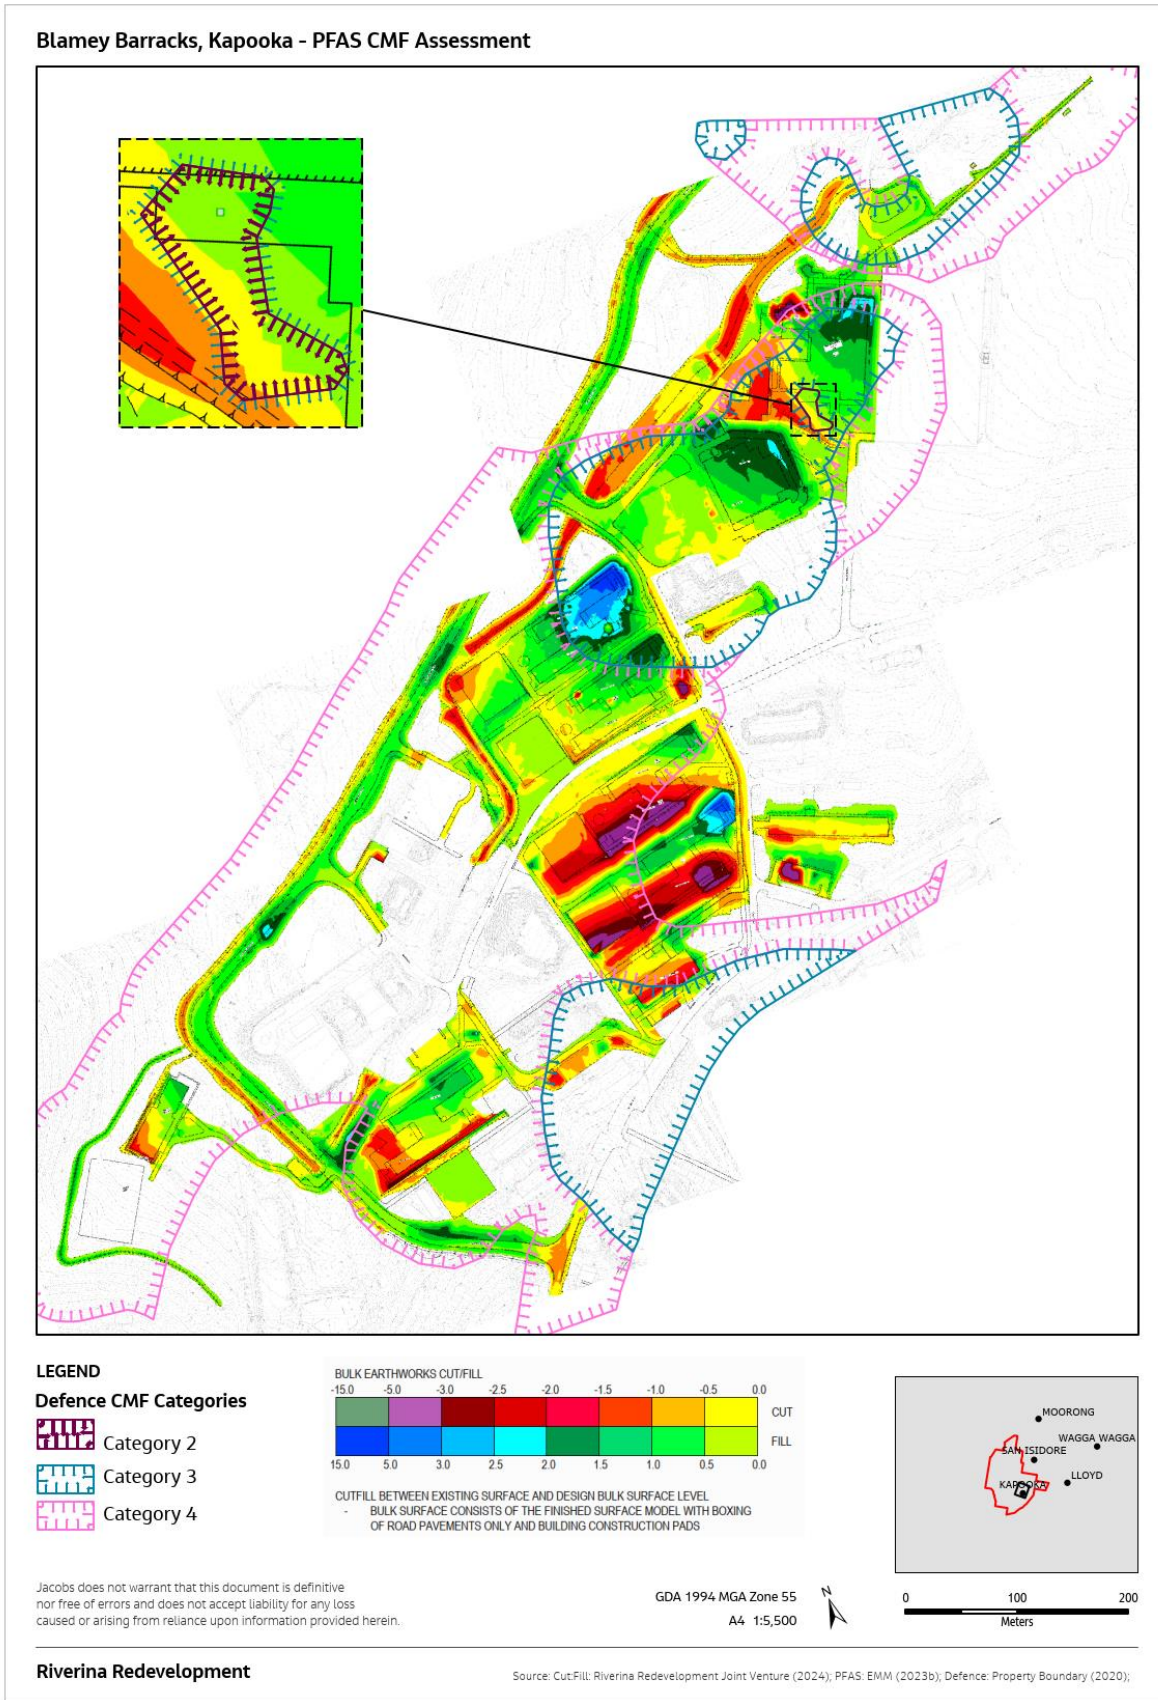 Blamey Barracks, Kapooka - PFAS CMF Assessment
LEGEND
Defence CMF Categories
Category 2
Category 3
Category 4
BULK EARTHWORKS CUT/FILL
-15.0 -5.0 -3.0 -2.5 -2.0 -1.5 -1.0 -0.5 0.0
CUT
FILL
15.0 5.0 3.0 2.5 2.0 1.5 1.0 0.5 0.0
CUTFILL BETWEEN EXISTING SURFACE AND DESIGN BULK SURFACE LEVEL
- BULK SURFACE CONSISTS OF THE FINISHED SURFACE MODEL WITH BOXING
OF ROAD PAVEMENTS ONLY AND BUILDING CONSTRUCTION PADS
MOORONG
WAGGA WAGGA
SAN ISIDORE
LLOYD
KAPOOKA
Jacobs does not warrant that this document is definitive
nor free of errors and does not accept liability for any loss
caused or arising from reliance upon information provided herein.
GDA 1994 MGA Zone 55
A4 1:5,500
N
0 100 200
Meters
Riverina Redevelopment
Source: Cut:Fill: Riverina Redevelopment Joint Venture (2024); PFAS: EMM (2023b); Defence: Property Boundary (2020);